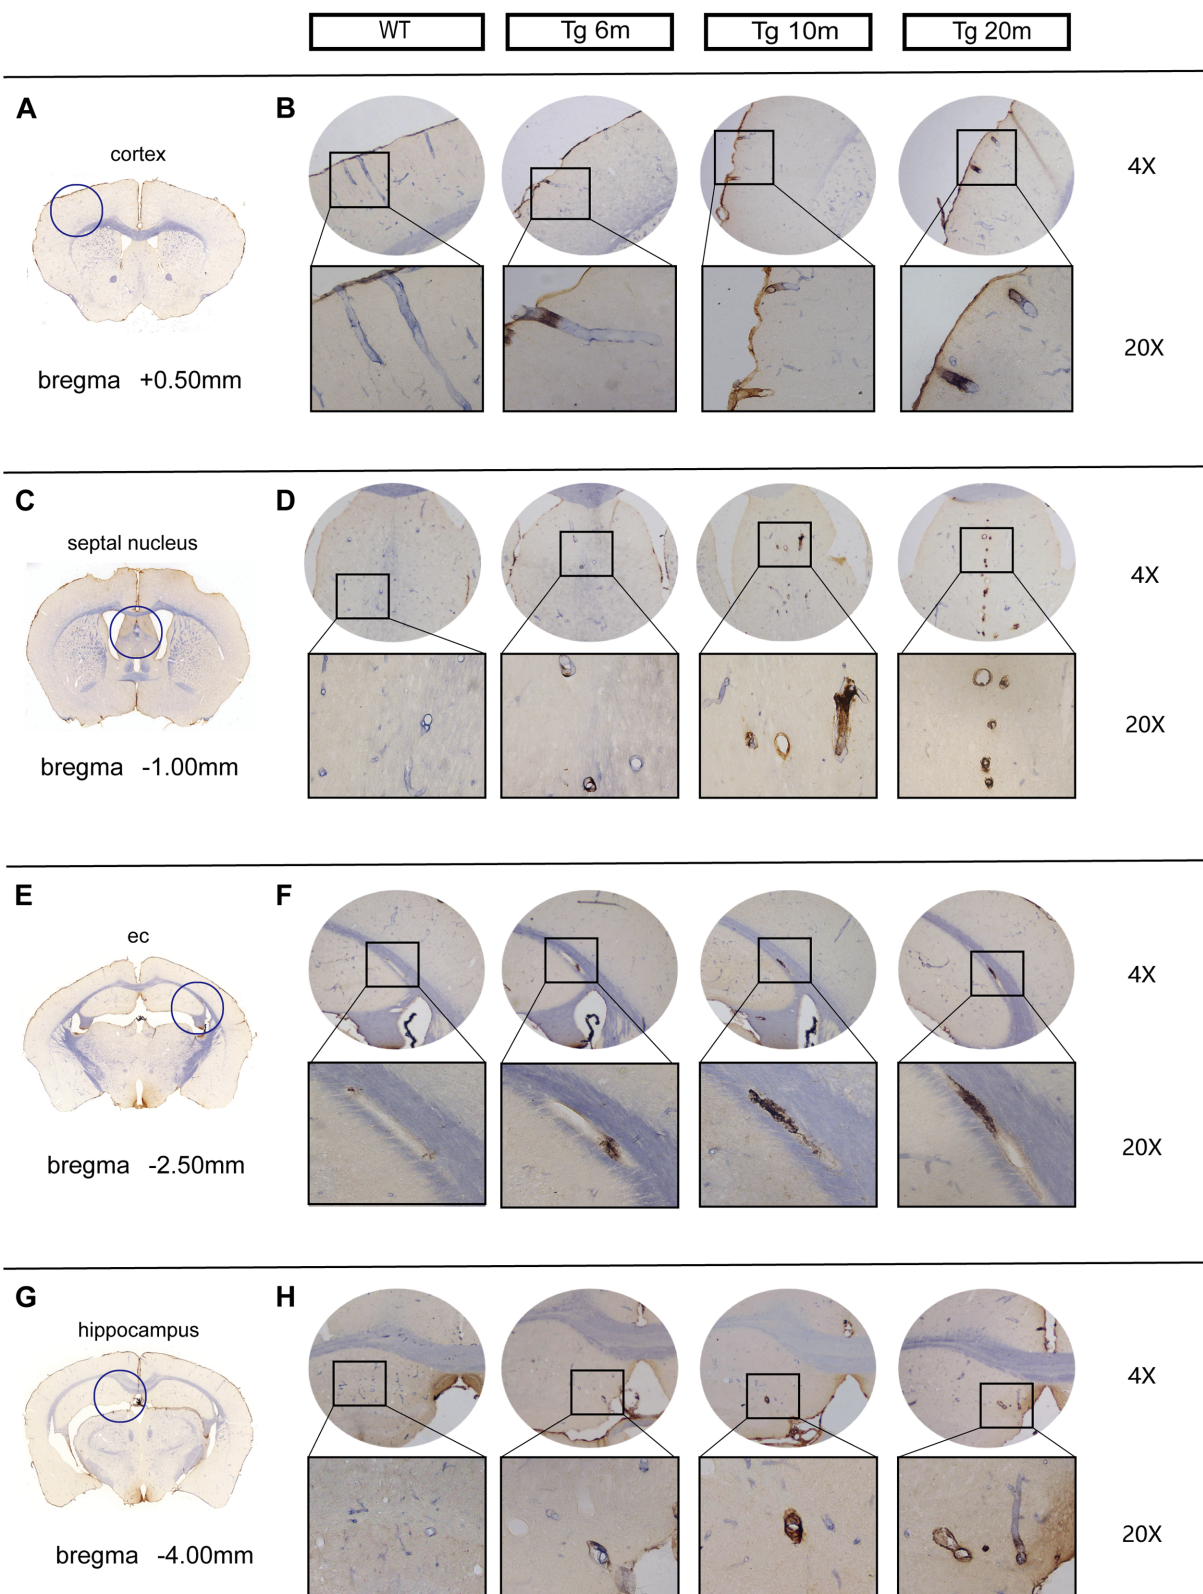 WT Tg 6m Tg 10m Tg 20m
A B
cortex
4X
20X
bregma +0.50mm
C D
septal nucleus
4X
20X
bregma -1.00mm
E F
ec
4X
20X
bregma -2.50mm
G H
hippocampus
4X
20X
bregma -4.00mm